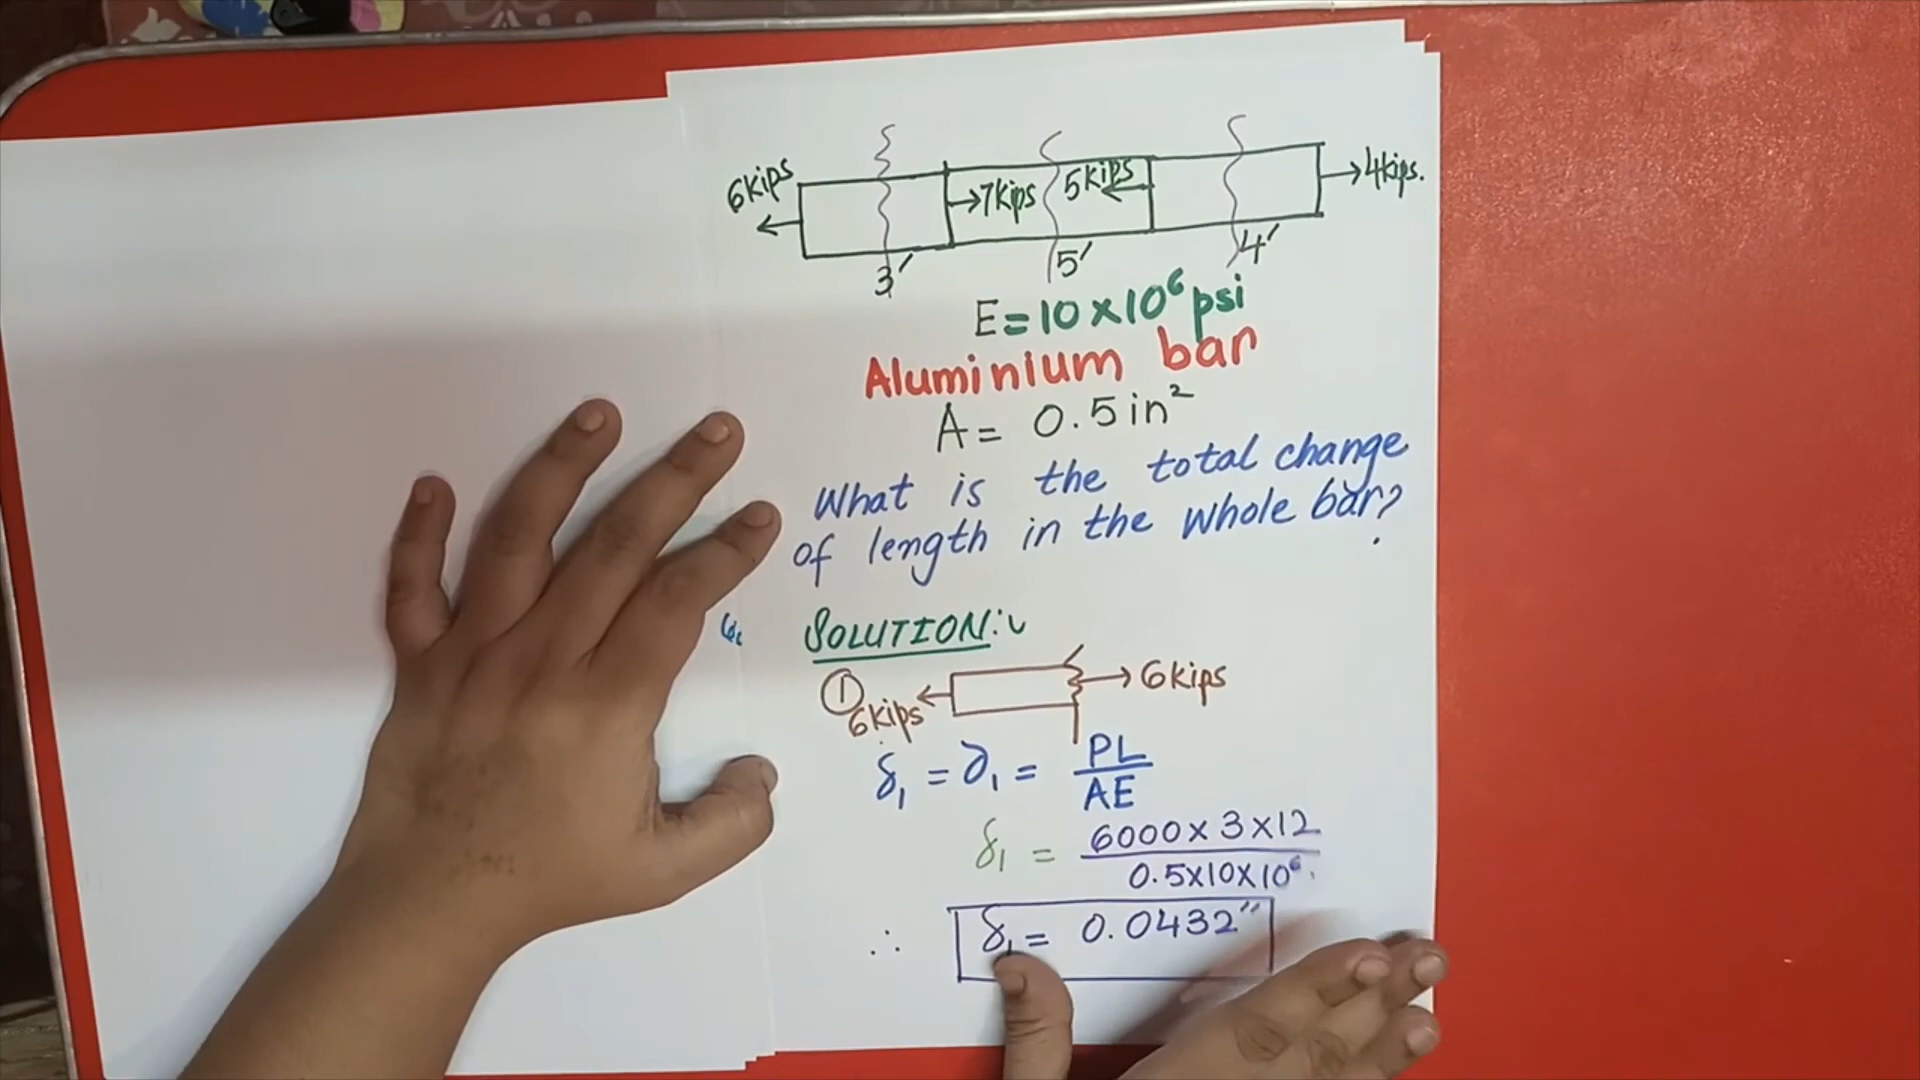 6kips
→7kips
5kips
→4kips.
3'
5'
4'
E=10×10⁶psi
Aluminium bar
A= 0.5in²
What is the total change
of length in the whole bar?
SOLUTION:
① 6kips ← → 6kips
δ₁ = ∂₁ = PL/AE
δ₁ = 6000×3×12/0.5×10×10⁶.
∴ δ₁= 0.0432"